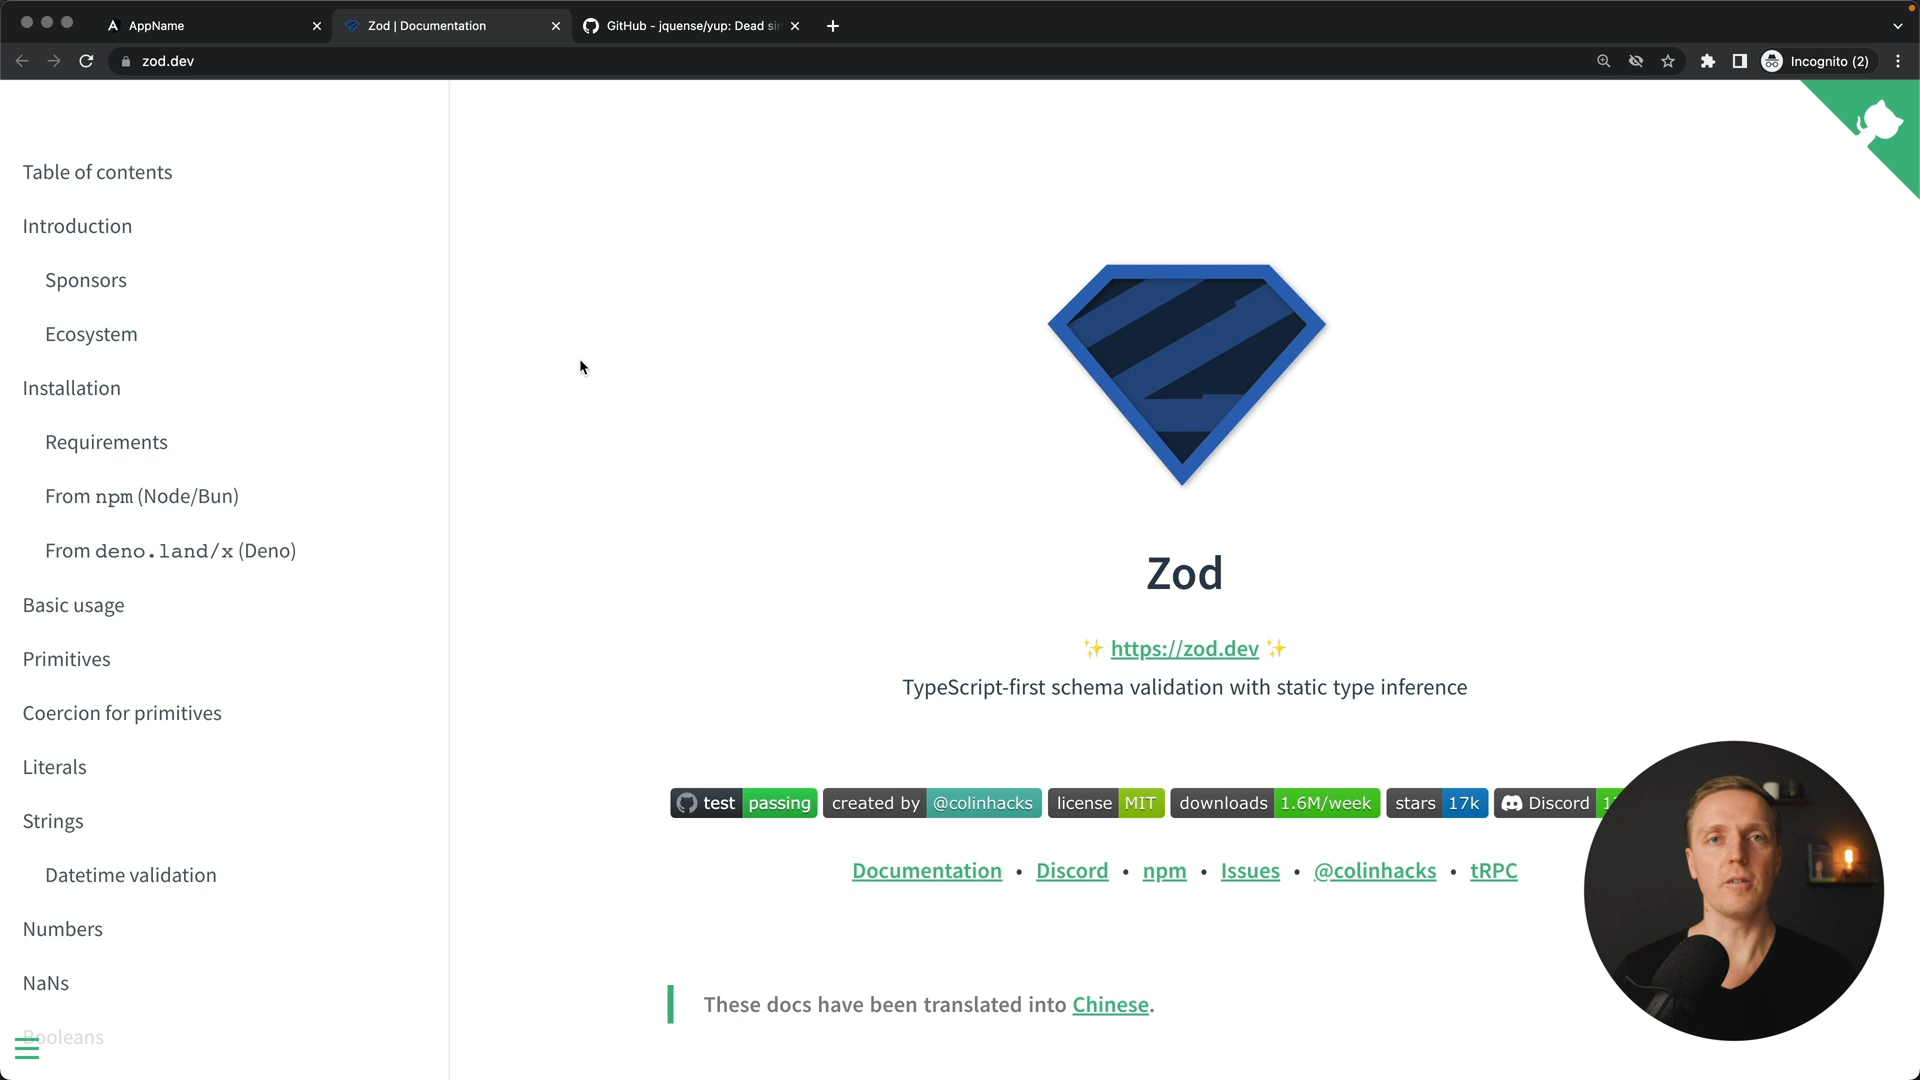 AppName
Zod | Documentation
GitHub - jquense/yup: Dead si
zod.dev
Incognito (2)
Table of contents
Introduction
Sponsors
Ecosystem
Installation
Requirements
From npm (Node/Bun)
From deno.land/x (Deno)
Basic usage
Primitives
Coercion for primitives
Literals
Strings
Datetime validation
Numbers
NaNs
Booleans
Zod
✨ https://zod.dev ✨
TypeScript-first schema validation with static type inference
test passing created by @colinhacks license MIT downloads 1.6M/week stars 17k Discord
Documentation • Discord • npm • Issues • @colinhacks • tRPC
These docs have been translated into Chinese.